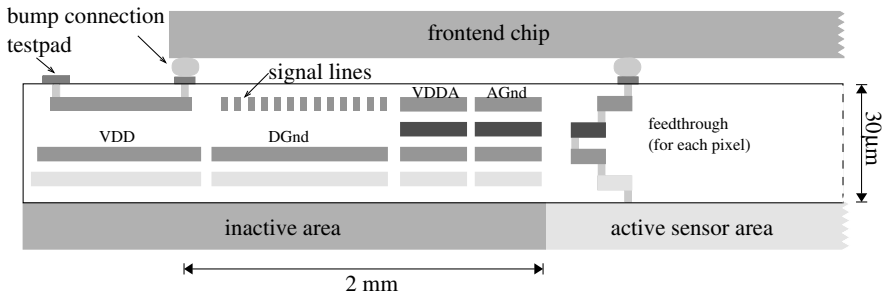 bump connection
testpad
frontend chip
signal lines
VDDA
AGnd
VDD
DGnd
feedthrough
(for each pixel)
30μm
inactive area
active sensor area
2 mm